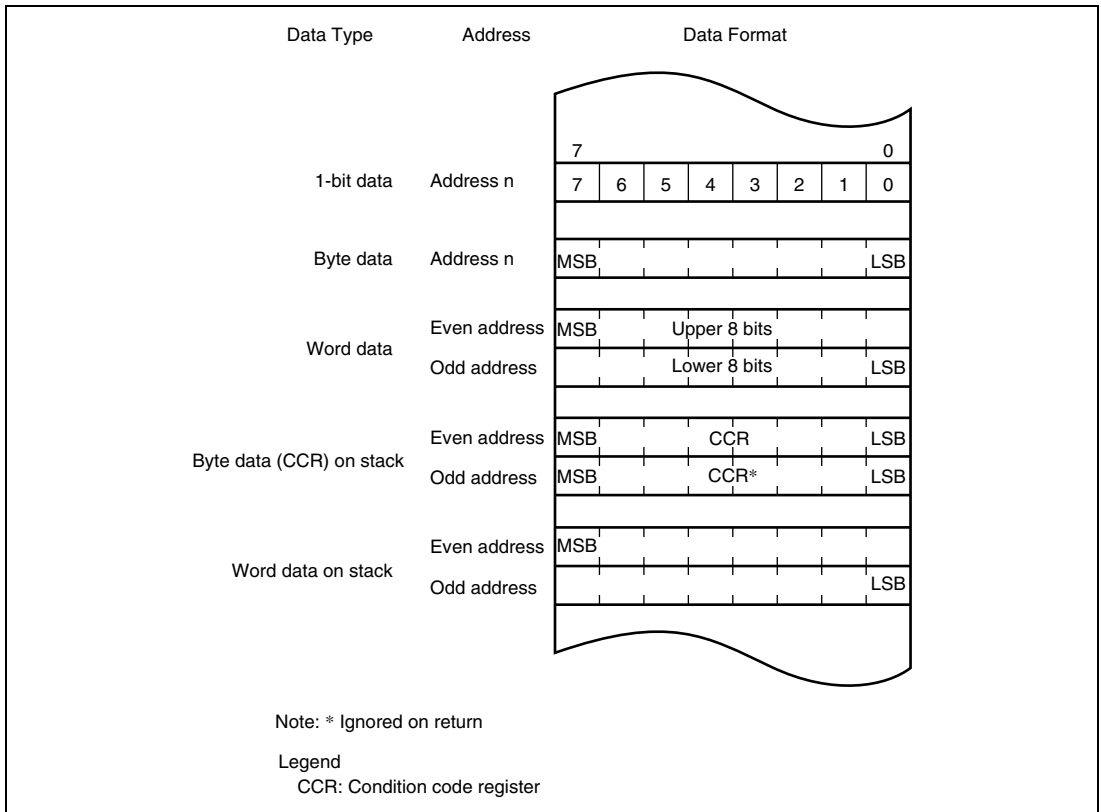 Data Type Address Data Format
7 0
1-bit data Address n 7 6 5 4 3 2 1 0
Byte data Address n MSB LSB
Word data
Even address MSB Upper 8 bits
Odd address Lower 8 bits LSB
Byte data (CCR) on stack
Even address MSB CCR LSB
Odd address MSB CCR* LSB
Word data on stack
Even address MSB
Odd address LSB
Note: * Ignored on return
Legend
CCR: Condition code register